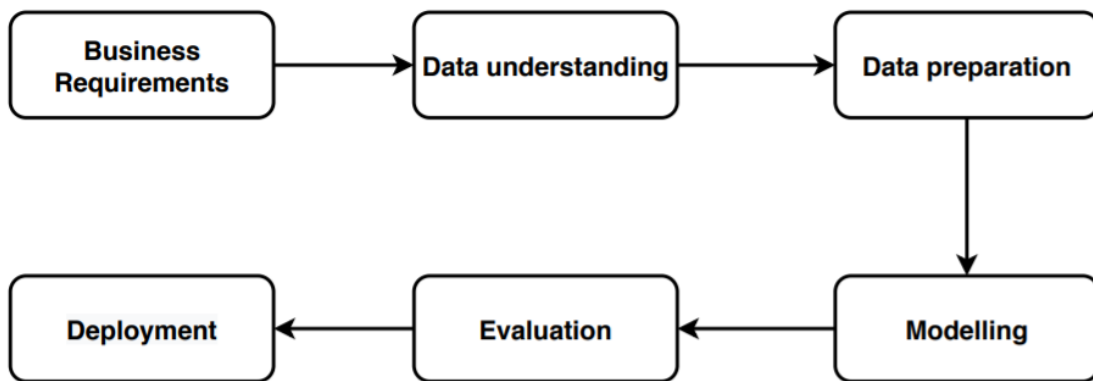 Business
Requirements
Data understanding
Data preparation
Modelling
Evaluation
Deployment